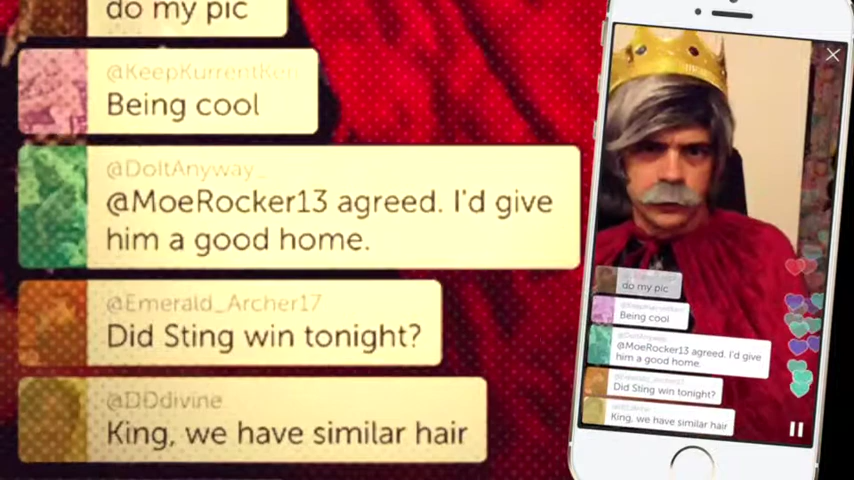 do my pic
@KeepKurrentKen
Being cool
@DoItAnyway_
@MoeRocker13 agreed. I'd give
him a good home.
@Emerald_Archer17
Did Sting win tonight?
@DDdivine
King, we have similar hair
do my pic
Being cool
@MoeRocker13 agreed. I'd give
him a good home.
@Emerald_Archer17
Did Sting win tonight?
@DDdivine
King, we have similar hair